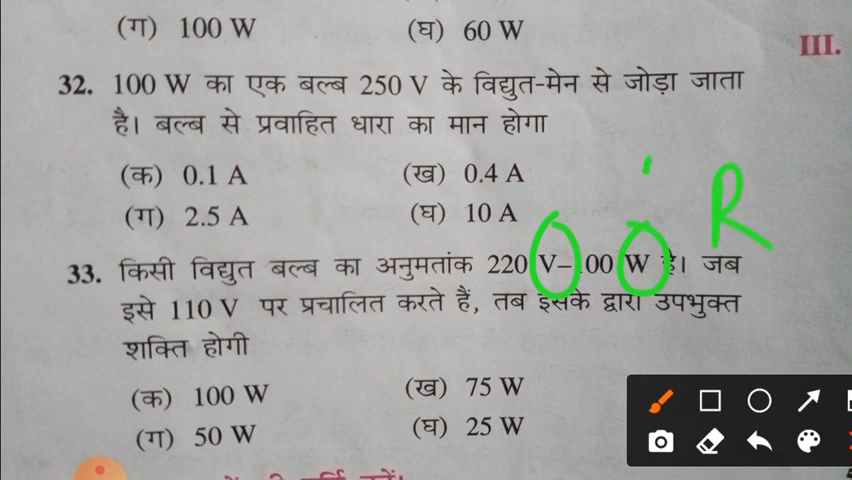 (ग) 100 W (घ) 60 W
III.
32. 100 W का एक बल्ब 250 V के विद्युत-मेन से जोड़ा जाता
है। बल्ब से प्रवाहित धारा का मान होगा
(क) 0.1 A (ख) 0.4 A
(ग) 2.5 A (घ) 10 A
R
33. किसी विद्युत बल्ब का अनुमतांक 220 V–100 W है। जब
इसे 110 V पर प्रचालित करते हैं, तब इसके द्वारा उपभुक्त
शक्ति होगी
(क) 100 W (ख) 75 W
(ग) 50 W (घ) 25 W